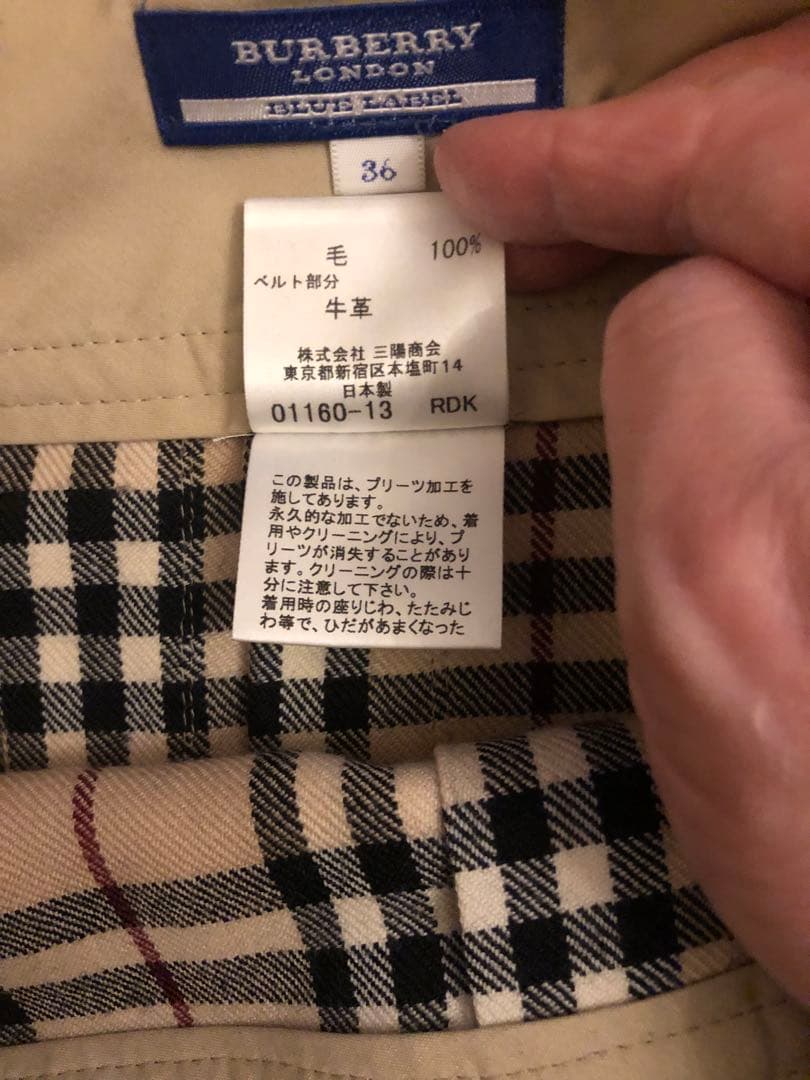 BURBERRY
LONDON
BLUE LABEL
36
毛 100%
ベルト部分
牛革
株式会社 三陽商会
東京都新宿区本塩町14
日本製
01160-13 RDK
この製品は、プリーツ加工を
施してあります。
永久的な加工でないため、着
用やクリーニングにより、プ
リーツが消失することがあり
ます。クリーニングの際は十
分に注意して下さい。
着用時の座りじわ、たたみじ
わ等で、ひだがあまくなった